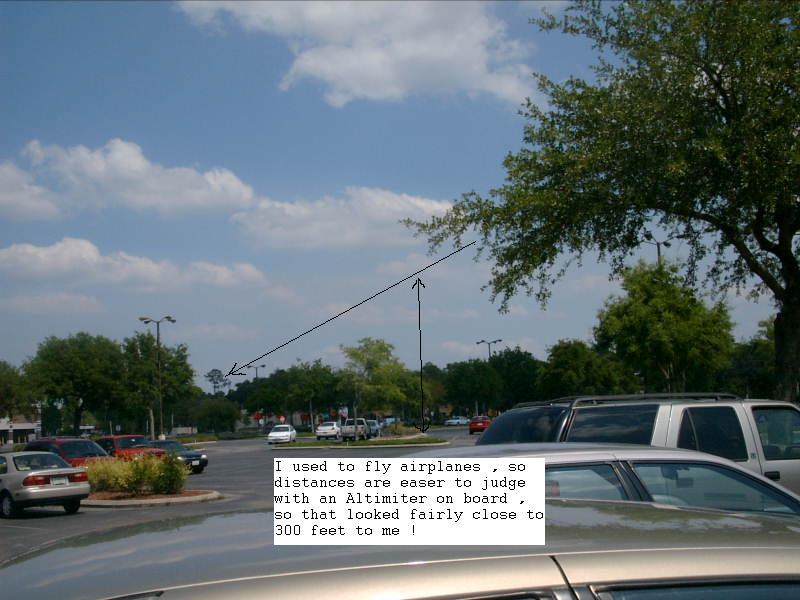 I used to fly airplanes , so
distances are easer to judge
with an Altimiter on board ,
so that looked fairly close to
300 feet to me !